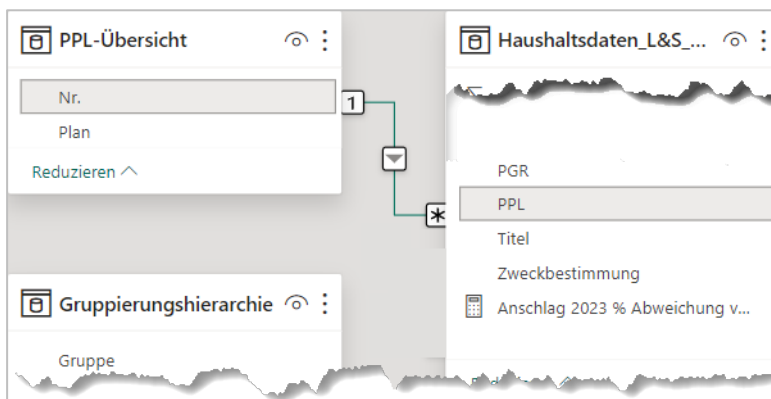 PPL-Übersicht
Nr.
Plan
Reduzieren
1
*
Haushaltsdaten_L&S_...
PGR
PPL
Titel
Zweckbestimmung
Anschlag 2023 % Abweichung v...
Gruppierungshierarchie
Gruppe